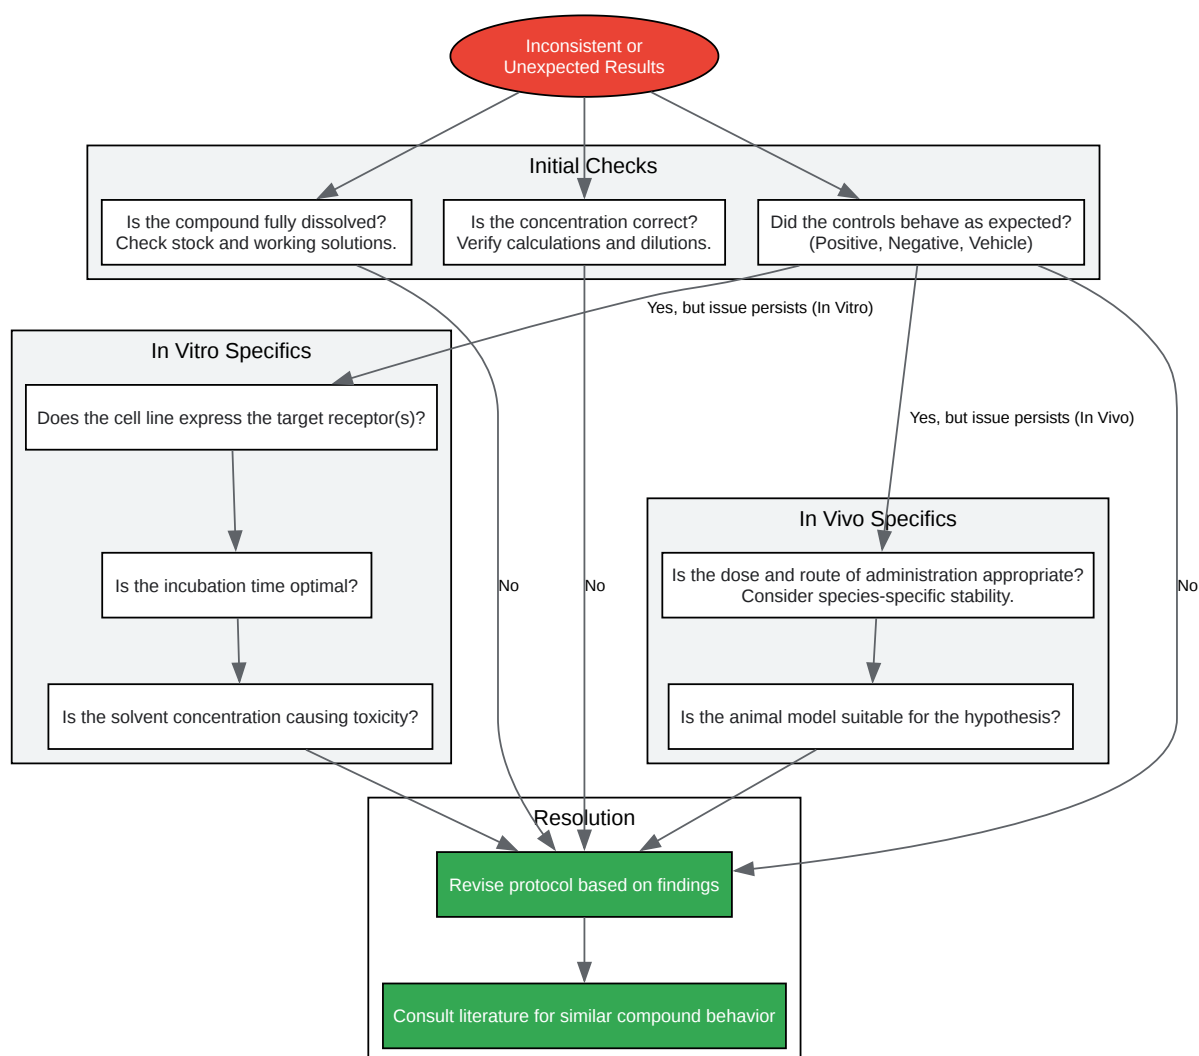 Inconsistent or
Unexpected Results
Initial Checks
Is the compound fully dissolved?
Check stock and working solutions.
Is the concentration correct?
Verify calculations and dilutions.
Did the controls behave as expected?
(Positive, Negative, Vehicle)
Yes, but issue persists (In Vitro)
In Vitro Specifics
Does the cell line express the target receptor(s)?
Yes, but issue persists (In Vivo)
In Vivo Specifics
Is the incubation time optimal?
No
No
Is the dose and route of administration appropriate?
Consider species-specific stability.
No
Is the solvent concentration causing toxicity?
Is the animal model suitable for the hypothesis?
Resolution
Revise protocol based on findings
Consult literature for similar compound behavior